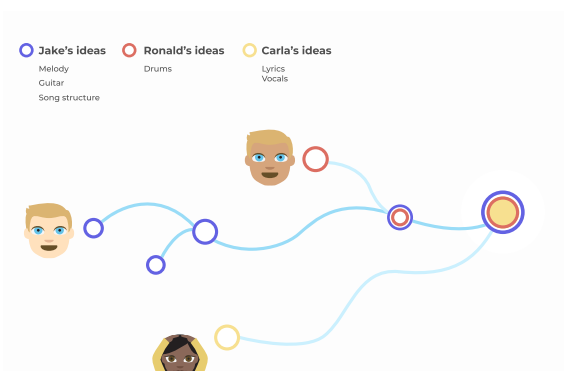 Jake's ideas
Melody
Guitar
Song structure
Ronald's ideas
Drums
Carla's ideas
Lyrics
Vocals